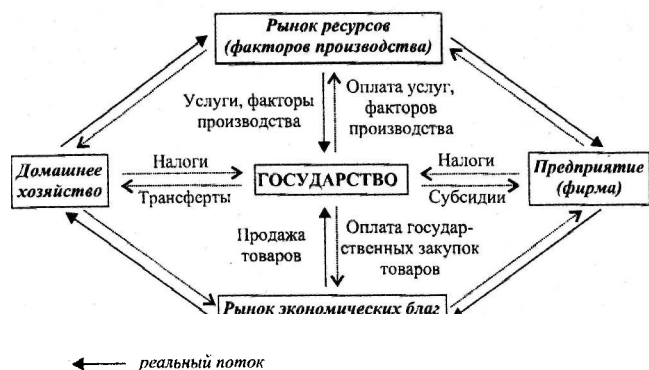 Рынок ресурсов
(факторов производства)
Услуги, факторы
производства
Оплата услуг,
факторов
производства
Домашнее
хозяйство
Налоги
Трансферты
ГОСУДАРСТВО
Налоги
Субсидии
Предприятие
(фирма)
Продажа
товаров
Оплата государ-
ственных закупок
товаров
Рынок экономических благ
реальный поток